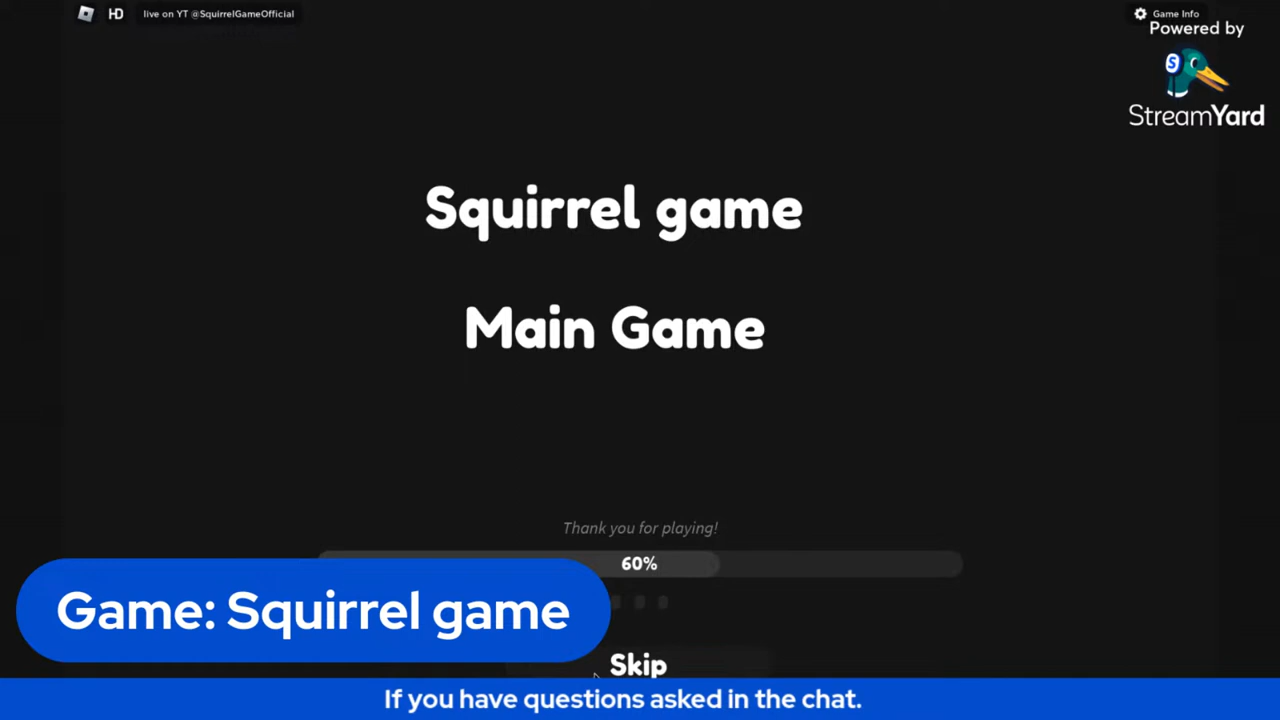 live on YT @SquirrelGameOfficial
Game Info
Powered by
StreamYard
Squirrel game
Main Game
Thank you for playing!
60%
Game: Squirrel game
Skip
If you have questions asked in the chat.